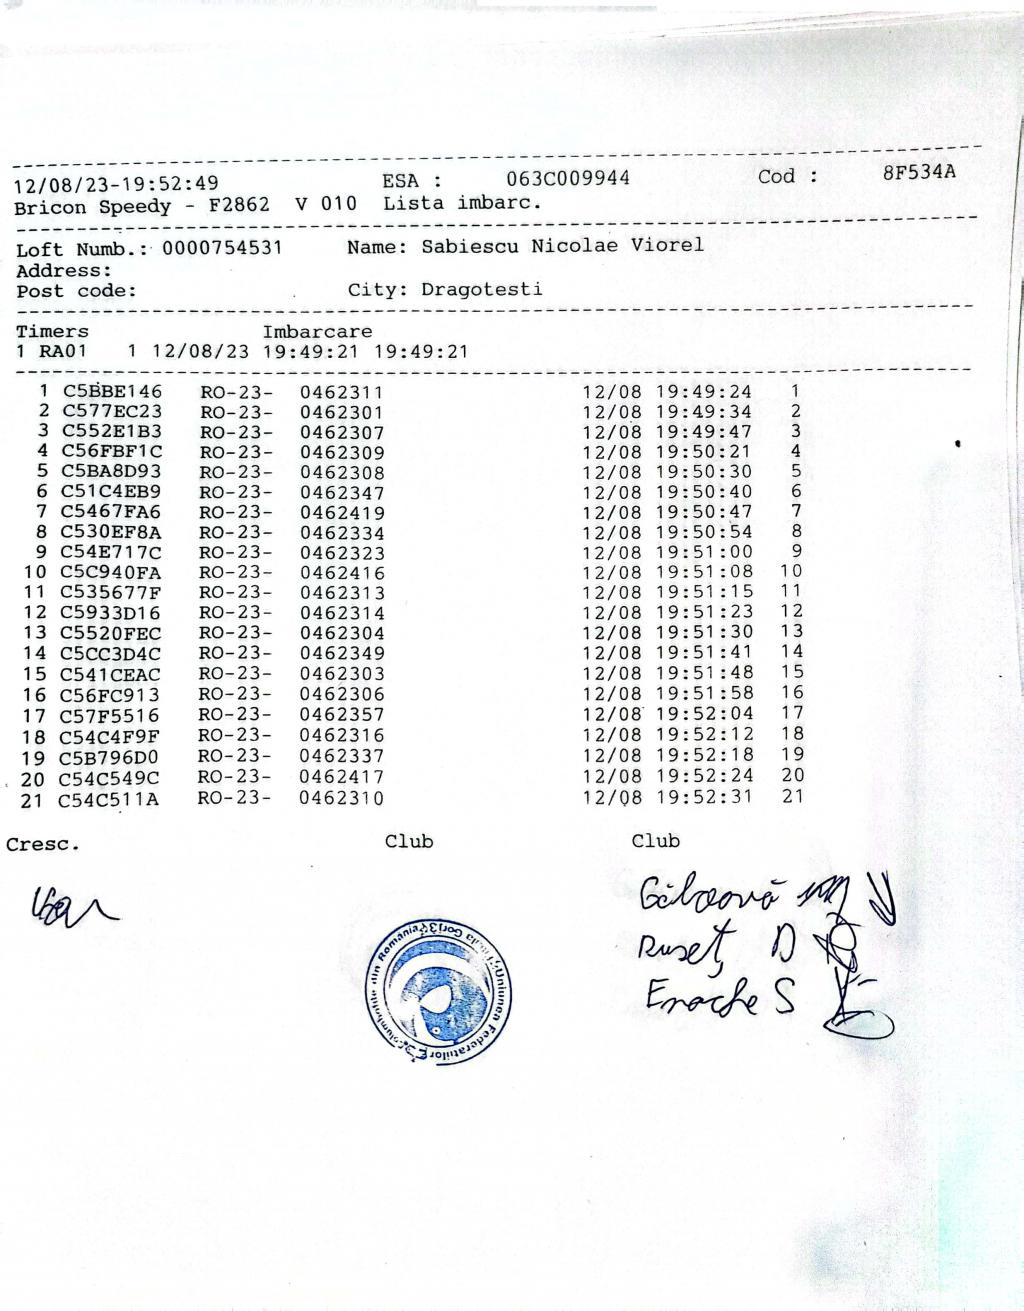 12/08/23-19:52:49 ESA : 063C009944 Cod : 8F534A
Bricon Speedy - F2862 V 010 Lista imbarc.
Loft Numb.: 0000754531 Name: Sabiescu Nicolae Viorel
Address:
Post code: City: Dragotesti
Timers Imbarcare
1 RA01 1 12/08/23 19:49:21 19:49:21
1 C5BBE146 RO-23- 0462311 12/08 19:49:24 1
2 C577EC23 RO-23- 0462301 12/08 19:49:34 2
3 C552E1B3 RO-23- 0462307 12/08 19:49:47 3
4 C56FBF1C RO-23- 0462309 12/08 19:50:21 4
5 C5BA8D93 RO-23- 0462308 12/08 19:50:30 5
6 C51C4EB9 RO-23- 0462347 12/08 19:50:40 6
7 C5467FA6 RO-23- 0462419 12/08 19:50:47 7
8 C530EF8A RO-23- 0462334 12/08 19:50:54 8
9 C54E717C RO-23- 0462323 12/08 19:51:00 9
10 C5C940FA RO-23- 0462416 12/08 19:51:08 10
11 C535677F RO-23- 0462313 12/08 19:51:15 11
12 C5933D16 RO-23- 0462314 12/08 19:51:23 12
13 C5520FEC RO-23- 0462304 12/08 19:51:30 13
14 C5CC3D4C RO-23- 0462349 12/08 19:51:41 14
15 C541CEAC RO-23- 0462303 12/08 19:51:48 15
16 C56FC913 RO-23- 0462306 12/08 19:51:58 16
17 C57F5516 RO-23- 0462357 12/08 19:52:04 17
18 C54C4F9F RO-23- 0462316 12/08 19:52:12 18
19 C5B796D0 RO-23- 0462337 12/08 19:52:18 19
20 C54C549C RO-23- 0462417 12/08 19:52:24 20
21 C54C511A RO-23- 0462310 12/08 19:52:31 21
Cresc. Club Club
Ruseț D
Enache S
Uniunea Federatiilor din Romania